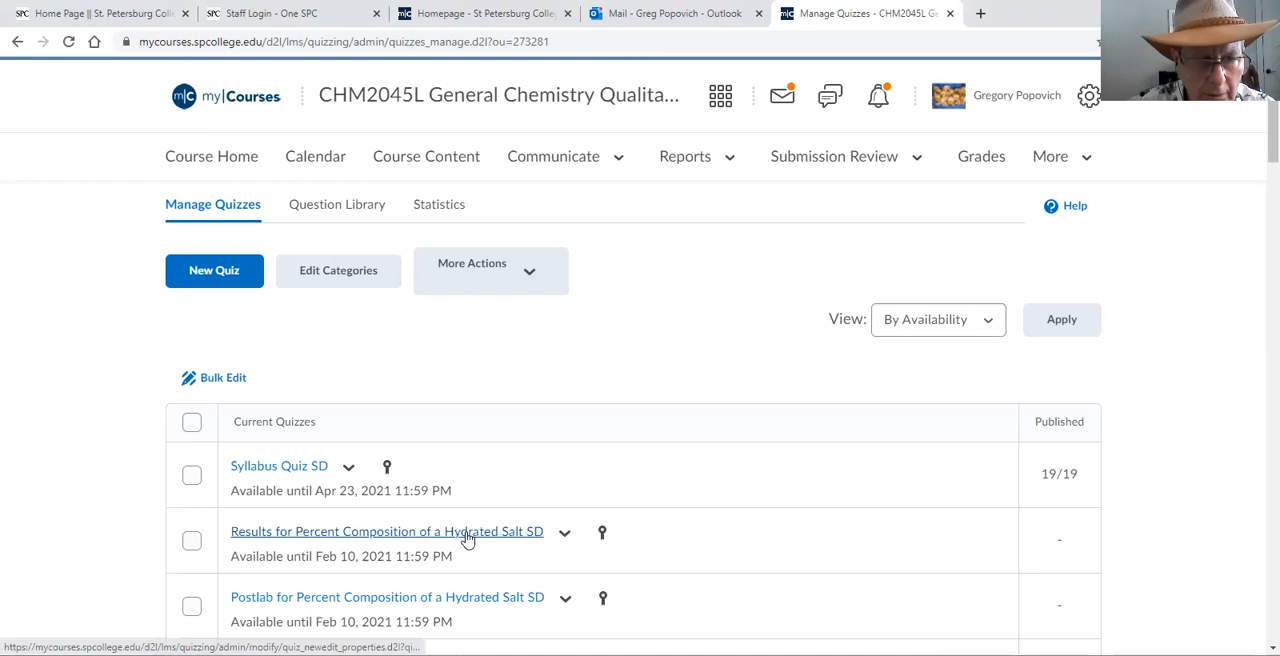 Home Page || St. Petersburg Colle
Staff Login - One SPC
Homepage - St Petersburg Colle
Mail - Greg Popovich - Outlook
Manage Quizzes - CHM2045L Ge
mycourses.spcollege.edu/d2l/lms/quizzing/admin/quizzes_manage.d2l?ou=273281
m|C my|Courses
CHM2045L General Chemistry Qualita...
Gregory Popovich
Course Home Calendar Course Content Communicate Reports Submission Review Grades More
Manage Quizzes Question Library Statistics
Help
New Quiz Edit Categories More Actions
View: By Availability Apply
Bulk Edit
Current Quizzes Published
Syllabus Quiz SD
Available until Apr 23, 2021 11:59 PM
19/19
Results for Percent Composition of a Hydrated Salt SD
Available until Feb 10, 2021 11:59 PM
-
Postlab for Percent Composition of a Hydrated Salt SD
Available until Feb 10, 2021 11:59 PM
-
https://mycourses.spcollege.edu/d2l/lms/quizzing/admin/modify/quiz_newedit_properties.d2l?qi...